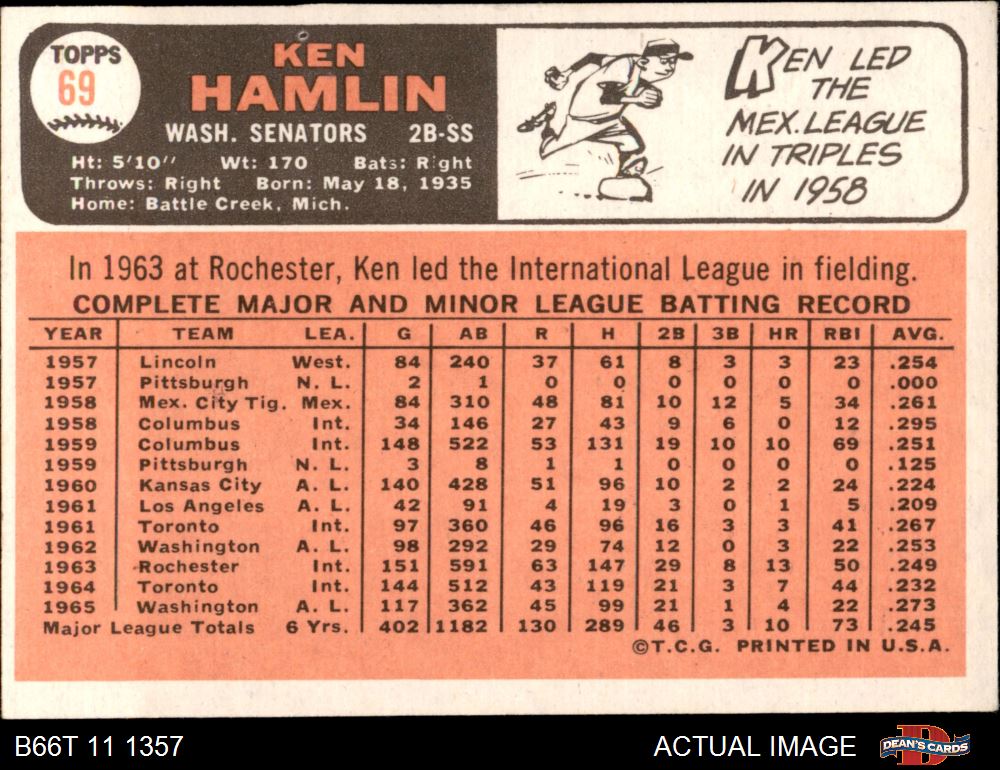 TOPPS
69
KEN
HAMLIN
WASH. SENATORS 2B-SS
Ht: 5'10" Wt: 170 Bats: Right
Throws: Right Born: May 18, 1935
Home: Battle Creek, Mich.
KEN LED
THE
MEX. LEAGUE
IN TRIPLES
IN 1958
In 1963 at Rochester, Ken led the International League in fielding.
COMPLETE MAJOR AND MINOR LEAGUE BATTING RECORD
YEAR TEAM LEA. G AB R H 2B 3B HR RBI AVG.
1957 Lincoln West. 84 240 37 61 8 3 3 23 .254
1957 Pittsburgh N. L. 2 1 0 0 0 0 0 0 .000
1958 Mex. City Tig. Mex. 84 310 48 81 10 12 5 34 .261
1958 Columbus Int. 34 146 27 43 9 6 0 12 .295
1959 Columbus Int. 148 522 53 131 19 10 10 69 .251
1959 Pittsburgh N. L. 3 8 1 1 0 0 0 0 .125
1960 Kansas City A. L. 140 428 51 96 10 2 2 24 .224
1961 Los Angeles A. L. 42 91 4 19 3 0 1 5 .209
1961 Toronto Int. 97 360 46 96 16 3 3 41 .267
1962 Washington A. L. 98 292 29 74 12 0 3 22 .253
1963 Rochester Int. 151 591 63 147 29 8 13 50 .249
1964 Toronto Int. 144 512 43 119 21 3 7 44 .232
1965 Washington A. L. 117 362 45 99 21 1 4 22 .273
Major League Totals 6 Yrs. 402 1182 130 289 46 3 10 73 .245
©T.C.G. PRINTED IN U.S.A.
B66T 11 1357 ACTUAL IMAGE DEAN'S CARDS